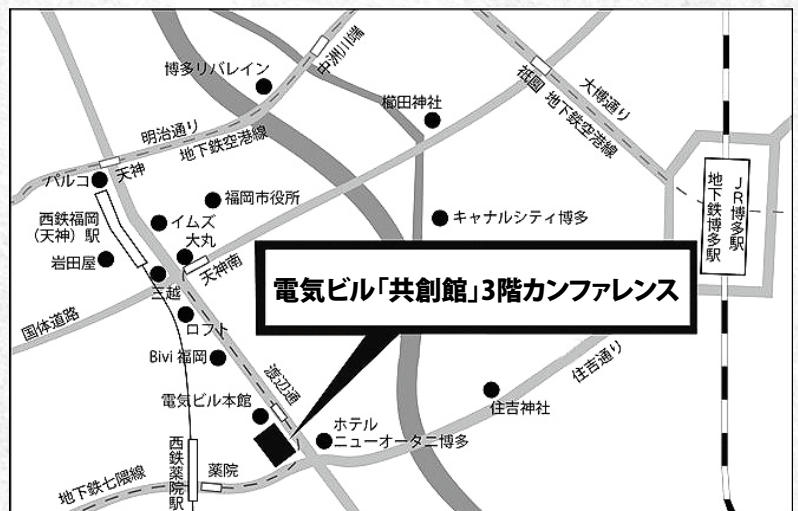 博多リバレイン
中洲川端
櫛田神社
祇園
大博通り
地下鉄空港線
明治通り
地下鉄空港線
パルコ
天神
福岡市役所
西鉄福岡
(天神)駅
イムズ
大丸
キャナルシティ博多
JR博多駅
地下鉄博多駅
岩田屋
天神南
三越
電気ビル「共創館」3階カンファレンス
国体道路
ロフト
Bivi 福岡
渡辺通
住吉通り
電気ビル本館
住吉神社
ホテル
ニューオータニ博多
西鉄薬院駅
薬院
地下鉄七隈線